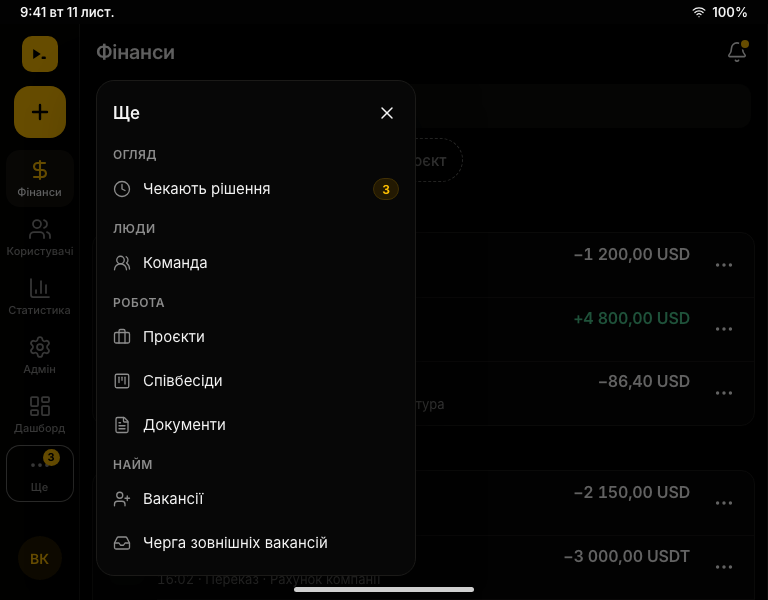 9:41 вт 11 лист.
100%
Фінанси
Ще
ОГЛЯД
Чекають рішення
3
ЛЮДИ
Команда
РОБОТА
Проєкти
Співбесіди
Документи
НАЙМ
Вакансії
Черга зовнішніх вакансій
Фінанси
Користувачі
Статистика
Адмін
Дашборд
3
Ще
ВК
−1 200,00 USD
+4 800,00 USD
−86,40 USD
−2 150,00 USD
−3 000,00 USDT
16:02 · Переказ · Рахунок компанії